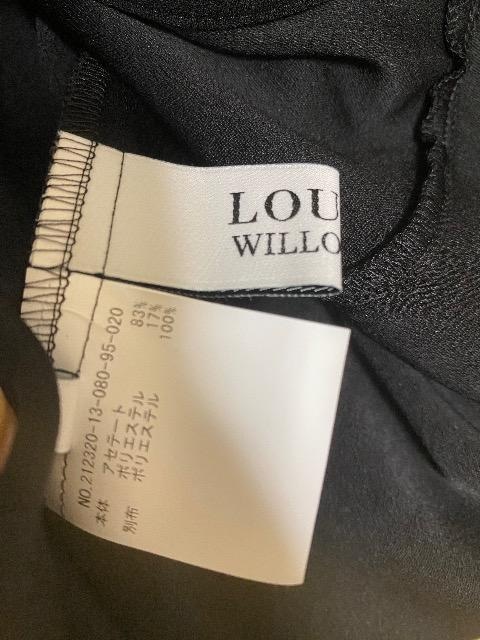 LOU
WILLO
NO.212320-13-080-95-020
本体 アセテート 83%
ポリエステル 17%
別布 ポリエステル 100%